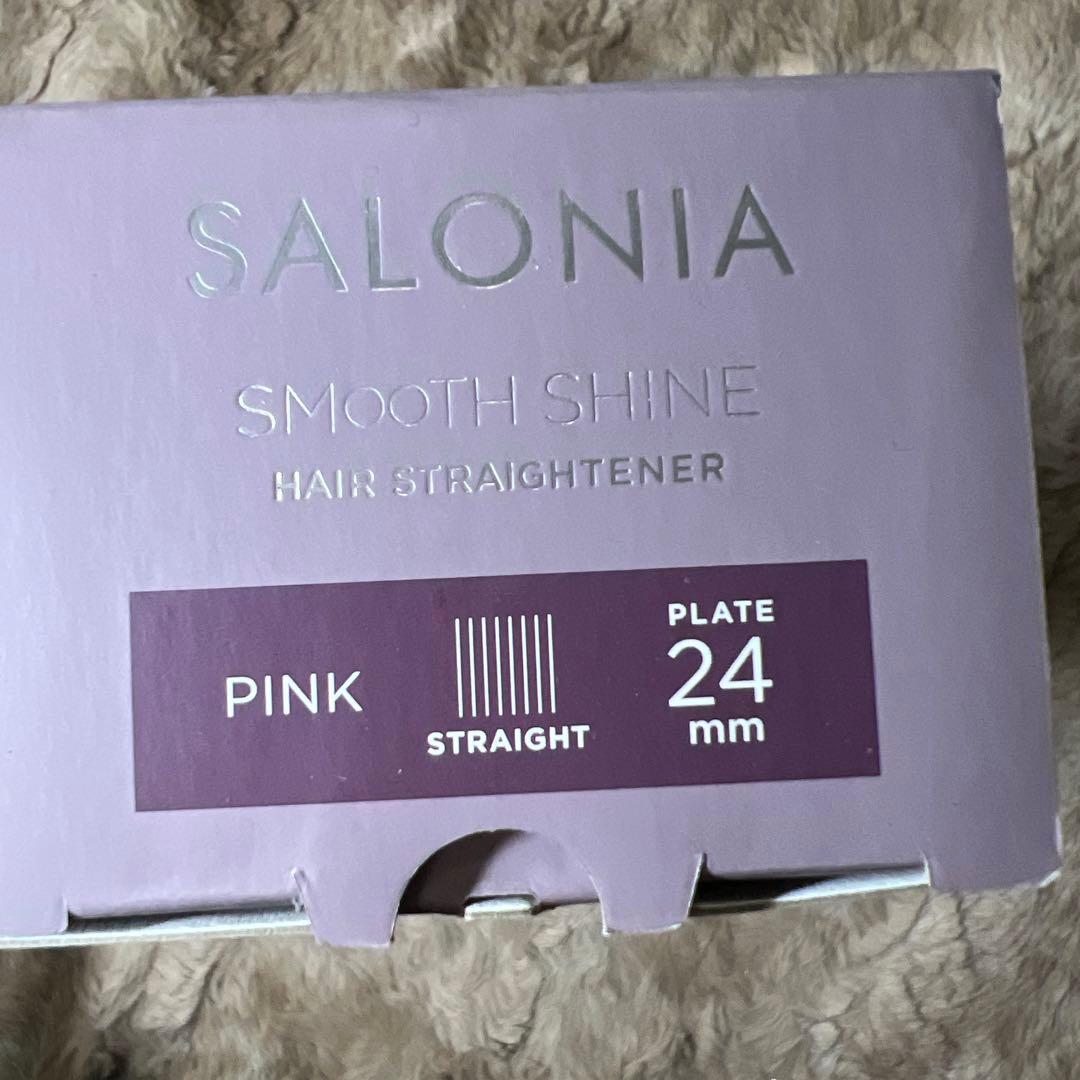 SALONIA
SMOOTH SHINE
HAIR STRAIGHTENER
PINK
STRAIGHT
PLATE
24
mm